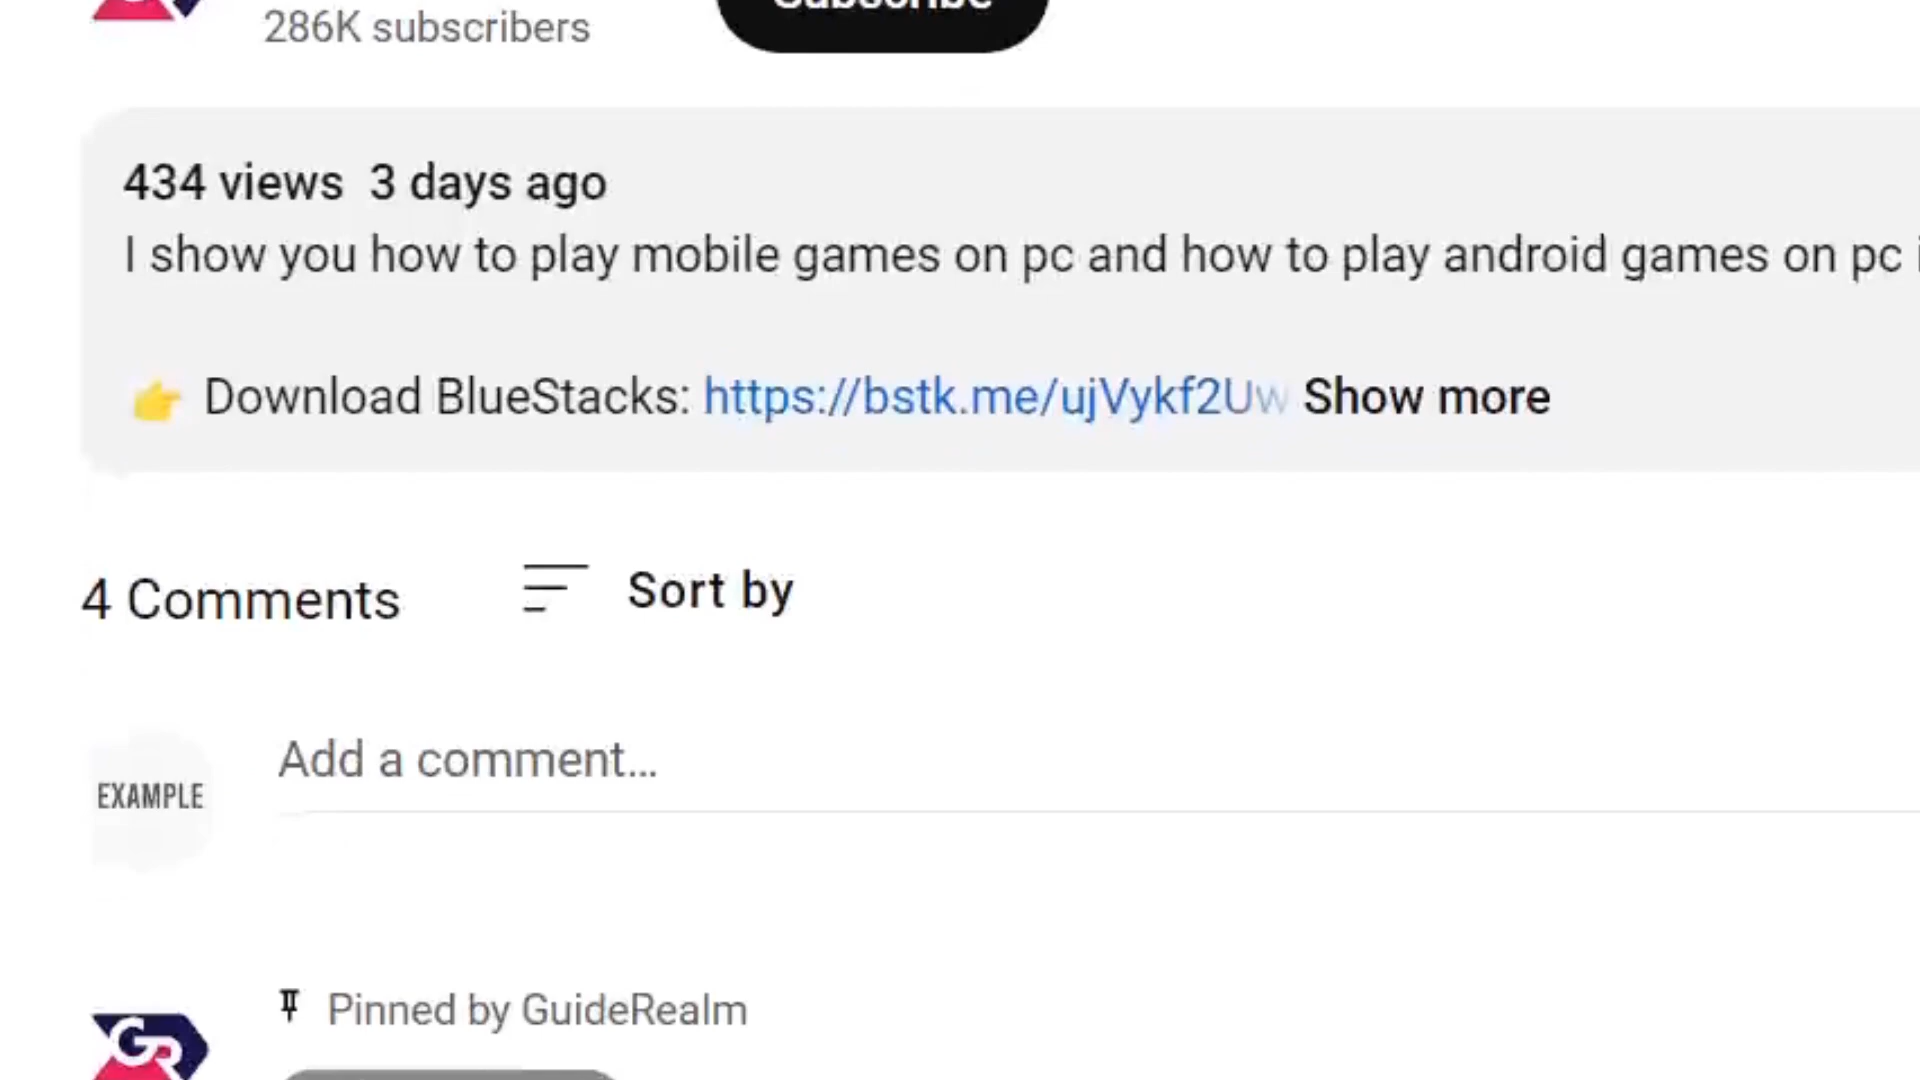 Subscribe
286K subscribers
434 views 3 days ago
I show you how to play mobile games on pc and how to play android games on pc
👉 Download BlueStacks: https://bstk.me/ujVykf2Uw Show more
4 Comments
Sort by
Add a comment...
EXAMPLE
Pinned by GuideRealm
GR